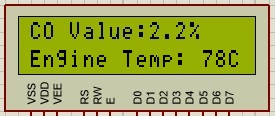 CO Value:2.2%
Engine Temp: 78C
VSS
VDD
VEE
RS
RW
E
D0
D1
D2
D3
D4
D5
D6
D7